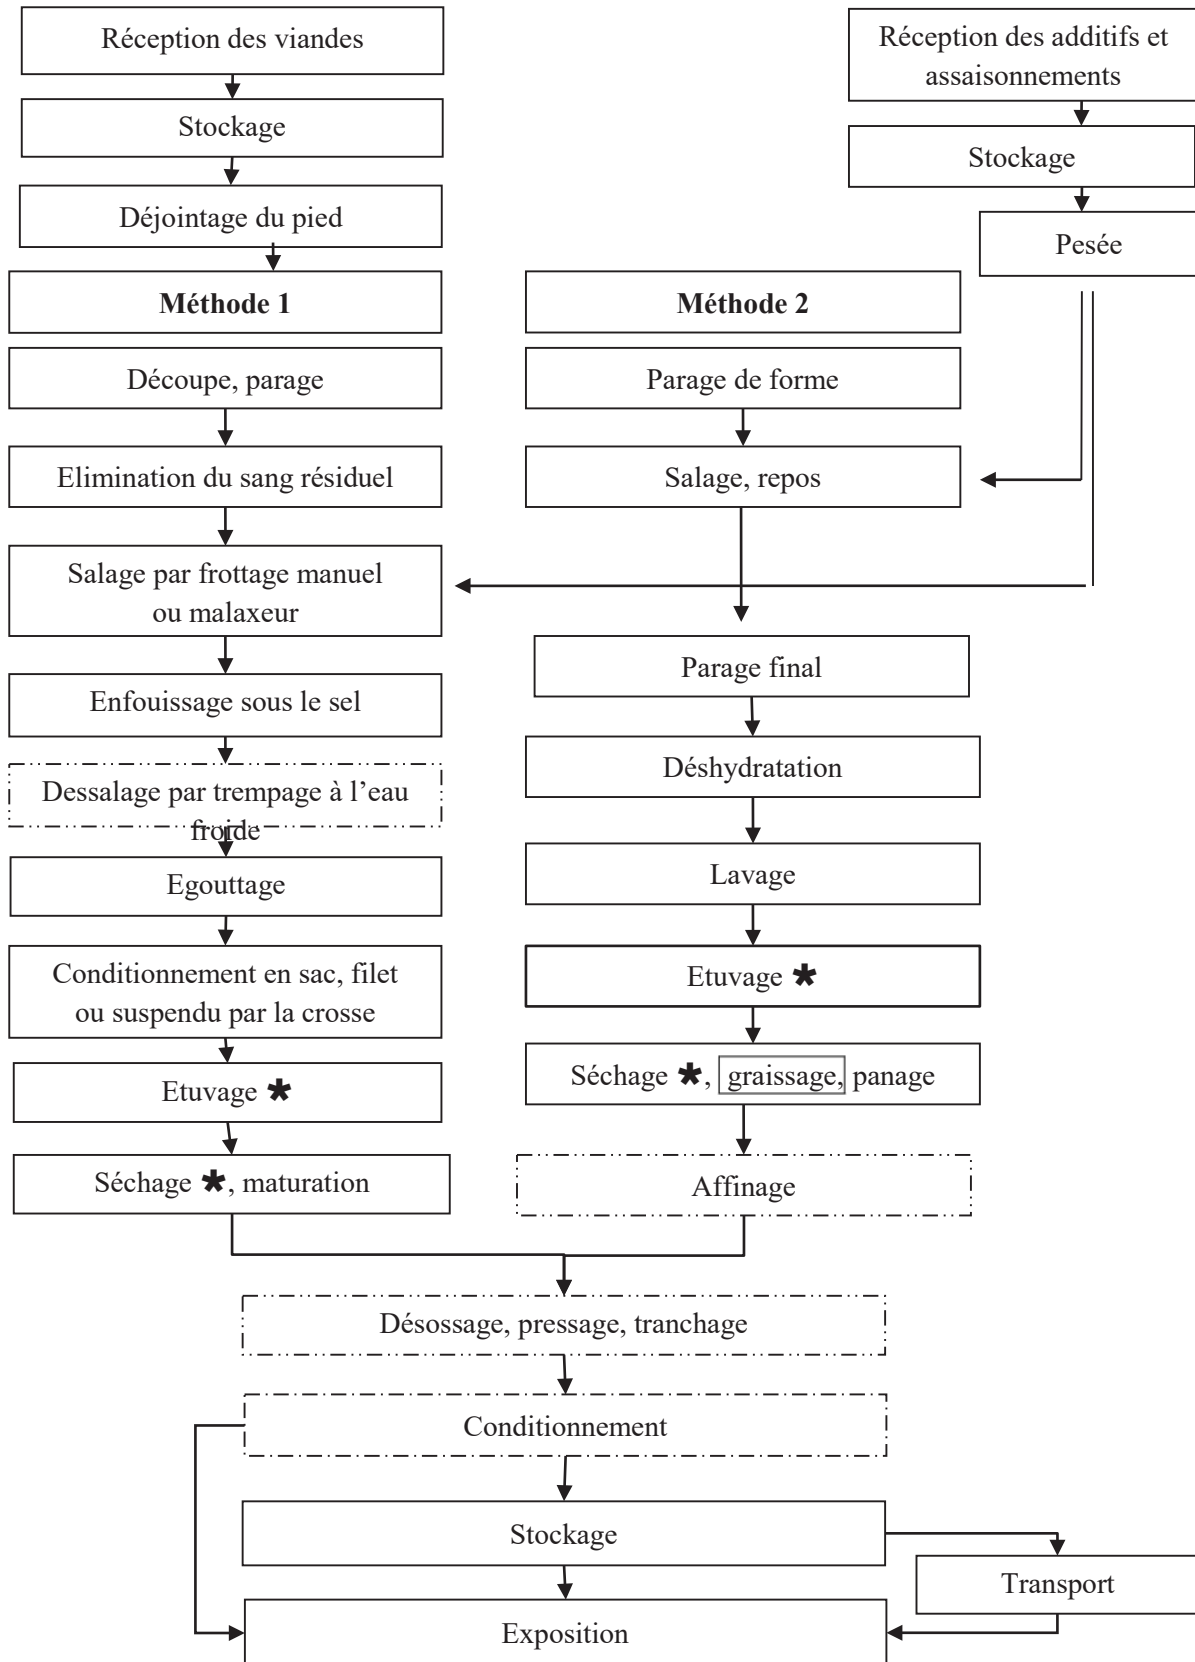 Réception des viandes
Stockage
Déjointage du pied
Réception des additifs et
assaisonnements
Stockage
Pesée
Méthode 1
Découpe, parage
Elimination du sang résiduel
Salage par frottage manuel
ou malaxeur
Enfouissage sous le sel
Dessalage par trempage à l’eau
froide
Egouttage
Conditionnement en sac, filet
ou suspendu par la crosse
Etuvage *
Séchage *, maturation
Méthode 2
Parage de forme
Salage, repos
Parage final
Déshydratation
Lavage
Etuvage *
Séchage *, graissage, panage
Affinage
Désossage, pressage, tranchage
Conditionnement
Stockage
Transport
Exposition